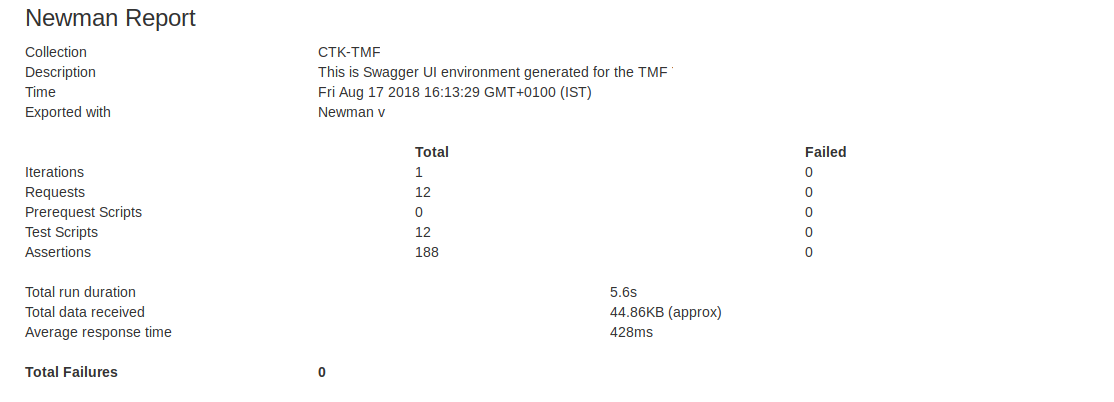 Newman Report
Collection CTK-TMF
Description This is Swagger UI environment generated for the TMF
Time Fri Aug 17 2018 16:13:29 GMT+0100 (IST)
Exported with Newman v
Total Failed
Iterations 1 0
Requests 12 0
Prerequest Scripts 0 0
Test Scripts 12 0
Assertions 188 0
Total run duration 5.6s
Total data received 44.86KB (approx)
Average response time 428ms
Total Failures 0